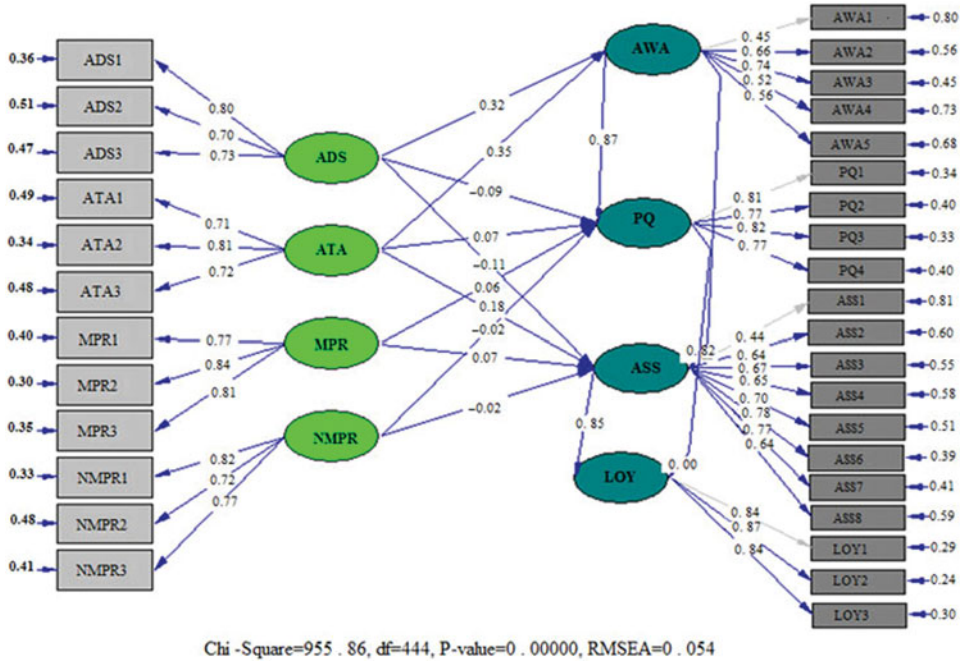 0.36 ADS1
0.51 ADS2
0.47 ADS3
0.49 ATA1
0.34 ATA2
0.48 ATA3
0.40 MPR1
0.30 MPR2
0.35 MPR3
0.33 NMPR1
0.48 NMPR2
0.41 NMPR3
0.80
0.70
0.73
0.71
0.81
0.72
0.77
0.84
0.81
0.82
0.72
0.77
ADS
ATA
MPR
NMPR
0.32
0.35
-0.09
0.07
-0.11
0.06
0.18
-0.02
0.07
-0.02
0.87
0.82
0.85
0.00
AWA
PQ
ASS
LOY
0.45
0.66
0.74
0.52
0.56
0.81
0.77
0.82
0.77
0.44
0.64
0.67
0.65
0.70
0.78
0.77
0.64
0.84
0.87
0.84
AWA1 0.80
AWA2 0.56
AWA3 0.45
AWA4 0.73
AWA5 0.68
PQ1 0.34
PQ2 0.40
PQ3 0.33
PQ4 0.40
ASS1 0.81
ASS2 0.60
ASS3 0.55
ASS4 0.58
ASS5 0.51
ASS6 0.39
ASS7 0.41
ASS8 0.59
LOY1 0.29
LOY2 0.24
LOY3 0.30
Chi -Square=955 . 86, df=444, P-value=0 . 00000, RMSEA=0 . 054